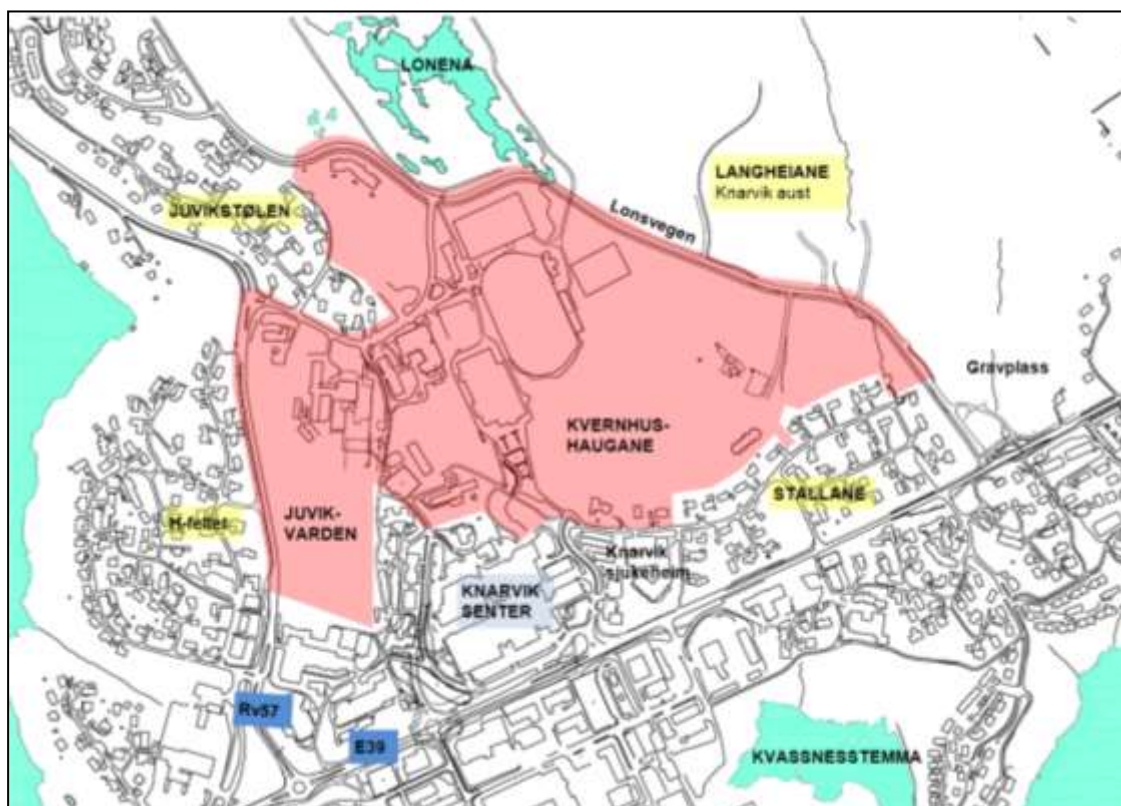 LONENA
LANGHEIANE
Knarvik aust
JUVIKSTØLEN
Lonsvegen
Gravplass
KVERNHUS-
HAUGANE
STALLANE
H-feltet
JUVIK-
VARDEN
Knarvik
sjukeheim
KNARVIK
SENTER
Rv57
E39
KVASSNESSTEMMA